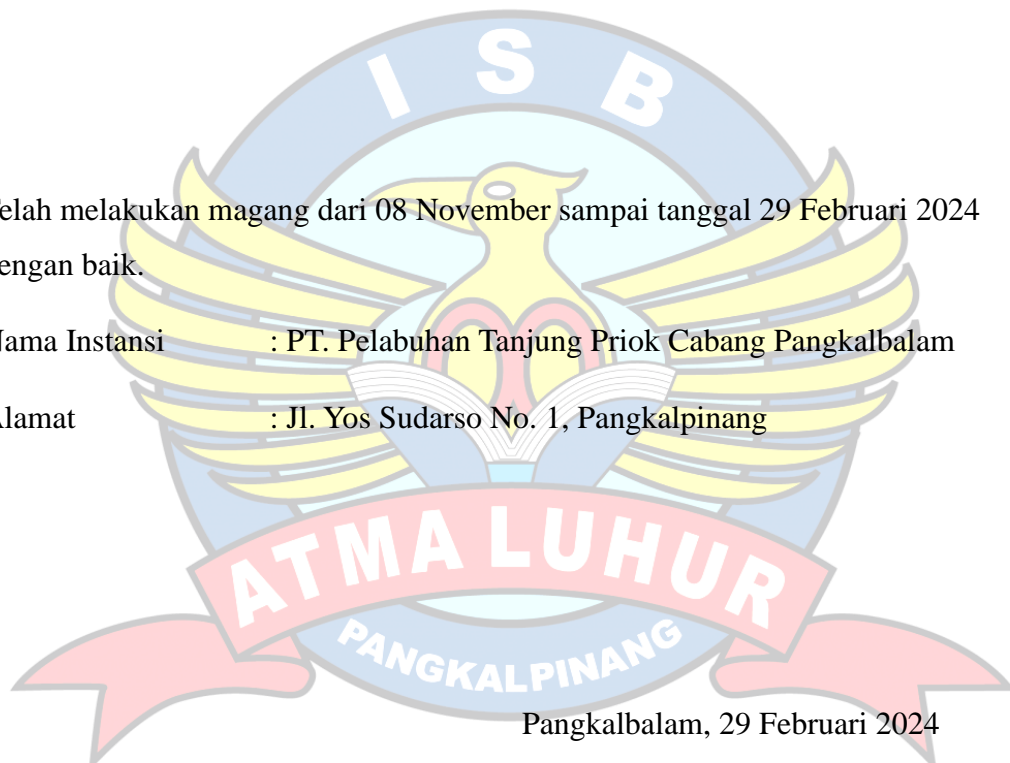 I S B
elah melakukan magang dari 08 November sampai tanggal 29 Februari 2024
engan baik.
ama Instansi : PT. Pelabuhan Tanjung Priok Cabang Pangkalbalam
lamat : Jl. Yos Sudarso No. 1, Pangkalpinang
ATMA LUHUR
PANGKALPINANG
Pangkalbalam, 29 Februari 2024